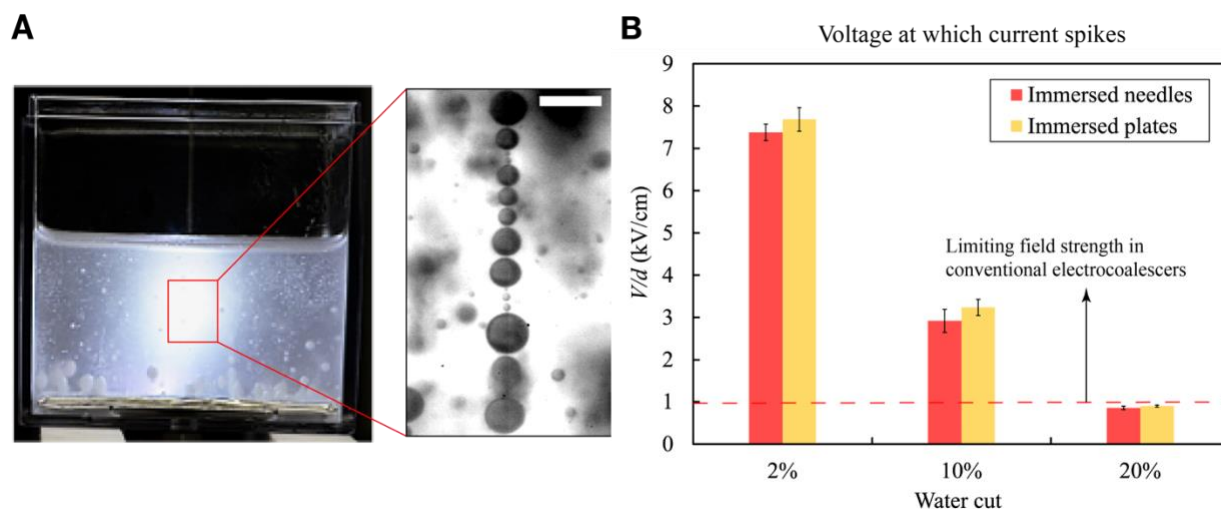 A
B
Voltage at which current spikes
9
8
7
6
5
4
3
2
1
0
V/d (kV/cm)
Immersed needles
Immersed plates
Limiting field strength in
conventional electrocoalescers
2%
10%
20%
Water cut